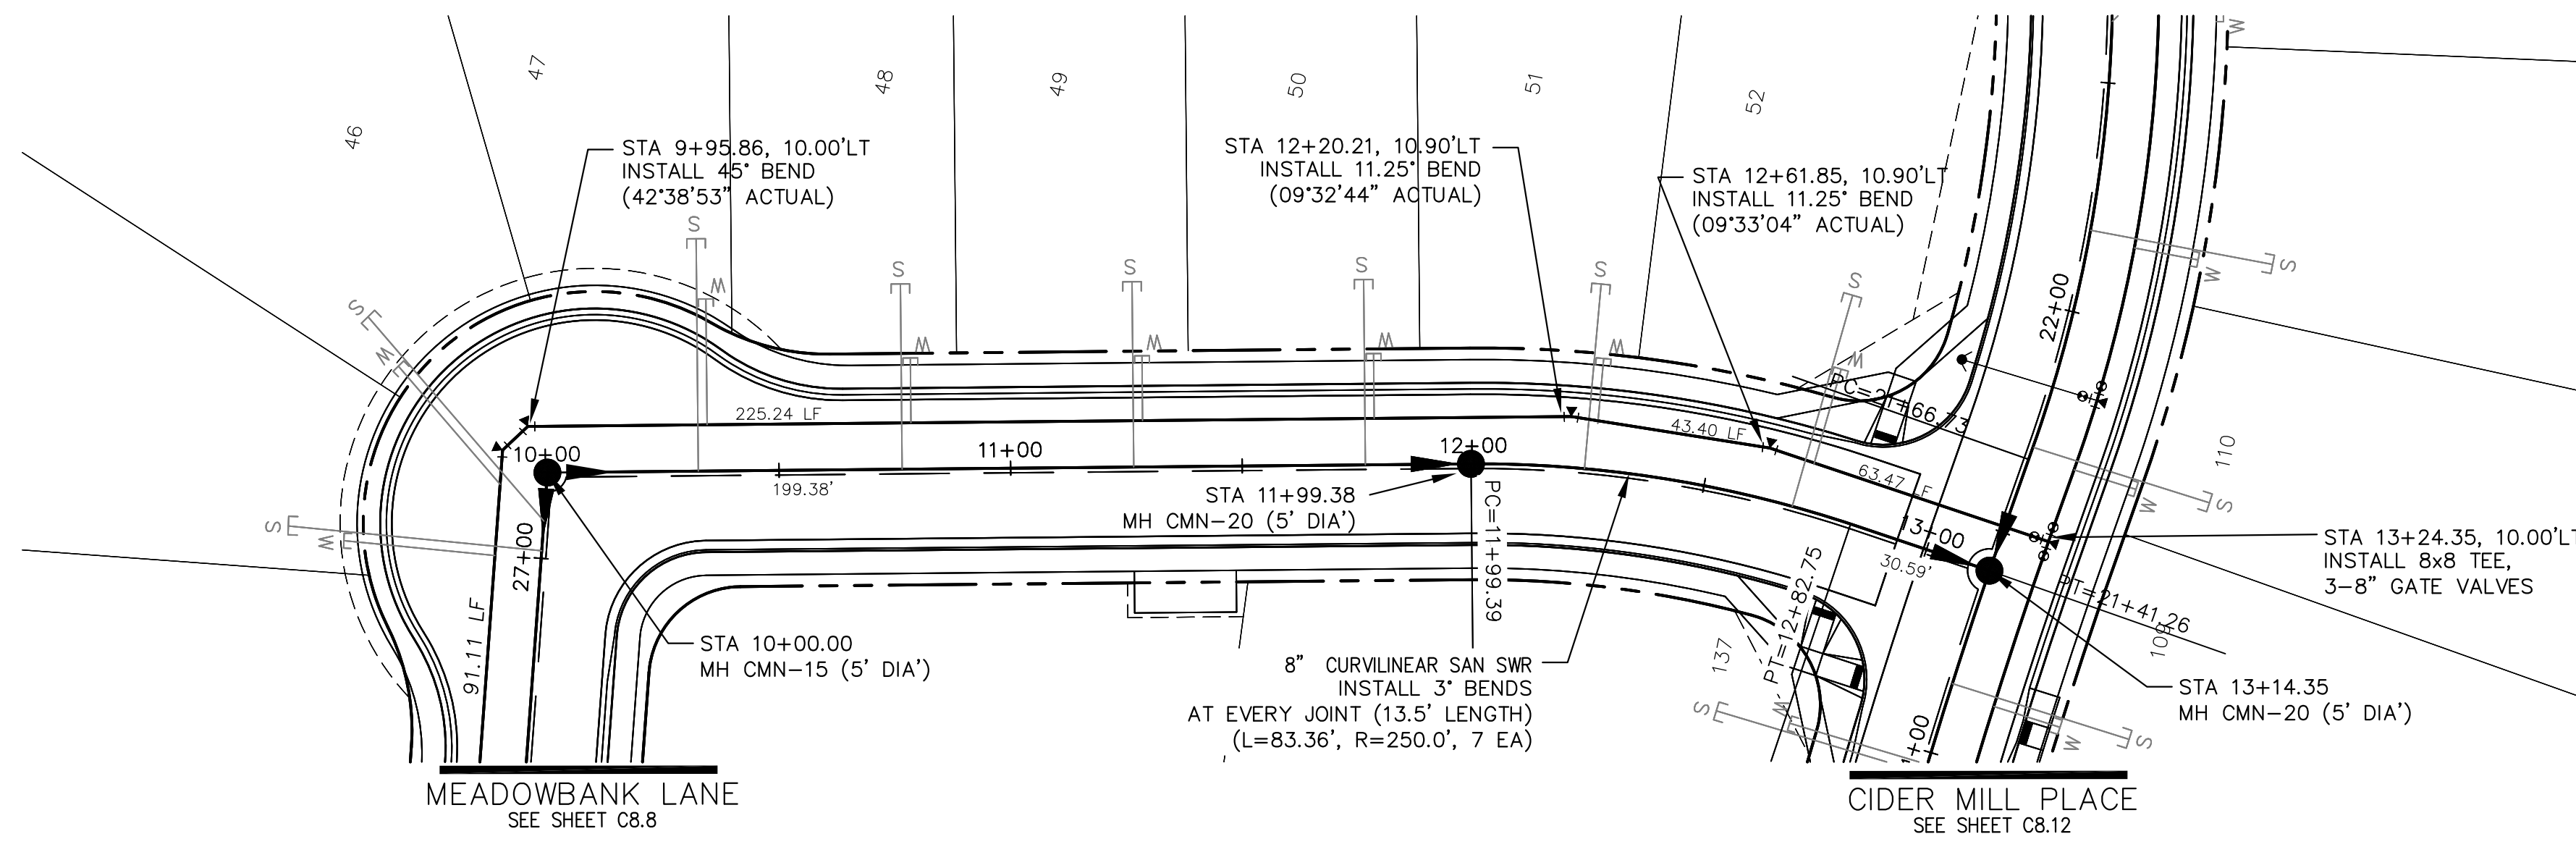 46
47
48
49
50
51
52
STA 9+95.86, 10.00'LT
INSTALL 45° BEND
(42°38'53" ACTUAL)
STA 12+20.21, 10.90'LT
INSTALL 11.25° BEND
(09°32'44" ACTUAL)
STA 12+61.85, 10.90'LT
INSTALL 11.25° BEND
(09°33'04" ACTUAL)
S
W
S
W
S
W
S
W
S
W
S
W
S
W
S
W
225.24 LF
43.40 LF
63.47 LF
PC=21+66.73
22+00
W
S
W
S
W
110
10+00
11+00
12+00
13+00
199.38'
30.59'
27+00
91.11 LF
STA 11+99.38
MH CMN-20 (5' DIA')
PC=11+99.39
PT=12+82.75
PT=21+41.26
109
137
STA 13+24.35, 10.00'LT
INSTALL 8x8 TEE,
3-8" GATE VALVES
STA 10+00.00
MH CMN-15 (5' DIA')
8" CURVILINEAR SAN SWR
INSTALL 3° BENDS
AT EVERY JOINT (13.5' LENGTH)
(L=83.36', R=250.0', 7 EA)
STA 13+14.35
MH CMN-20 (5' DIA')
S
W
S
W
+00
MEADOWBANK LANE
SEE SHEET C8.8
CIDER MILL PLACE
SEE SHEET C8.12